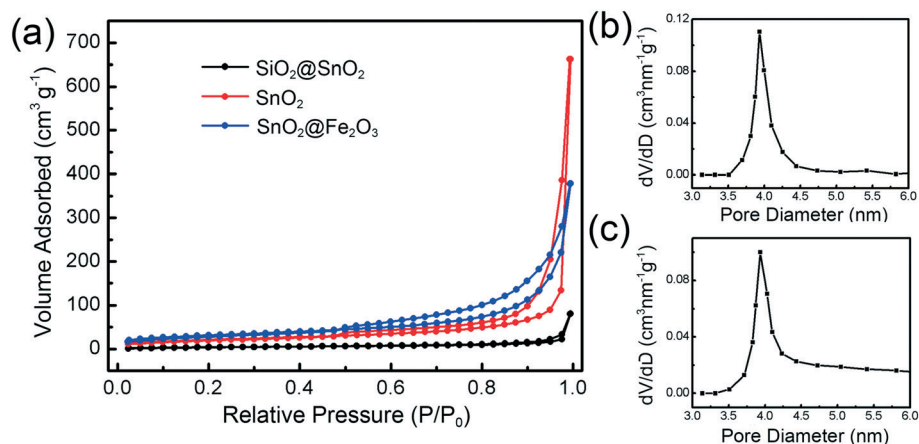 (a)
700
600
500
400
300
200
100
0
Volume Adsorbed (cm³ g⁻¹)
SiO₂@SnO₂
SnO₂
SnO₂@Fe₂O₃
0.0 0.2 0.4 0.6 0.8 1.0
Relative Pressure (P/P₀)
(b)
0.12
0.08
0.04
0.00
dV/dD (cm³nm⁻¹g⁻¹)
3.0 3.5 4.0 4.5 5.0 5.5 6.0
Pore Diameter (nm)
(c)
0.08
0.04
0.00
dV/dD (cm³nm⁻¹g⁻¹)
3.0 3.5 4.0 4.5 5.0 5.5 6.0
Pore Diameter (nm)